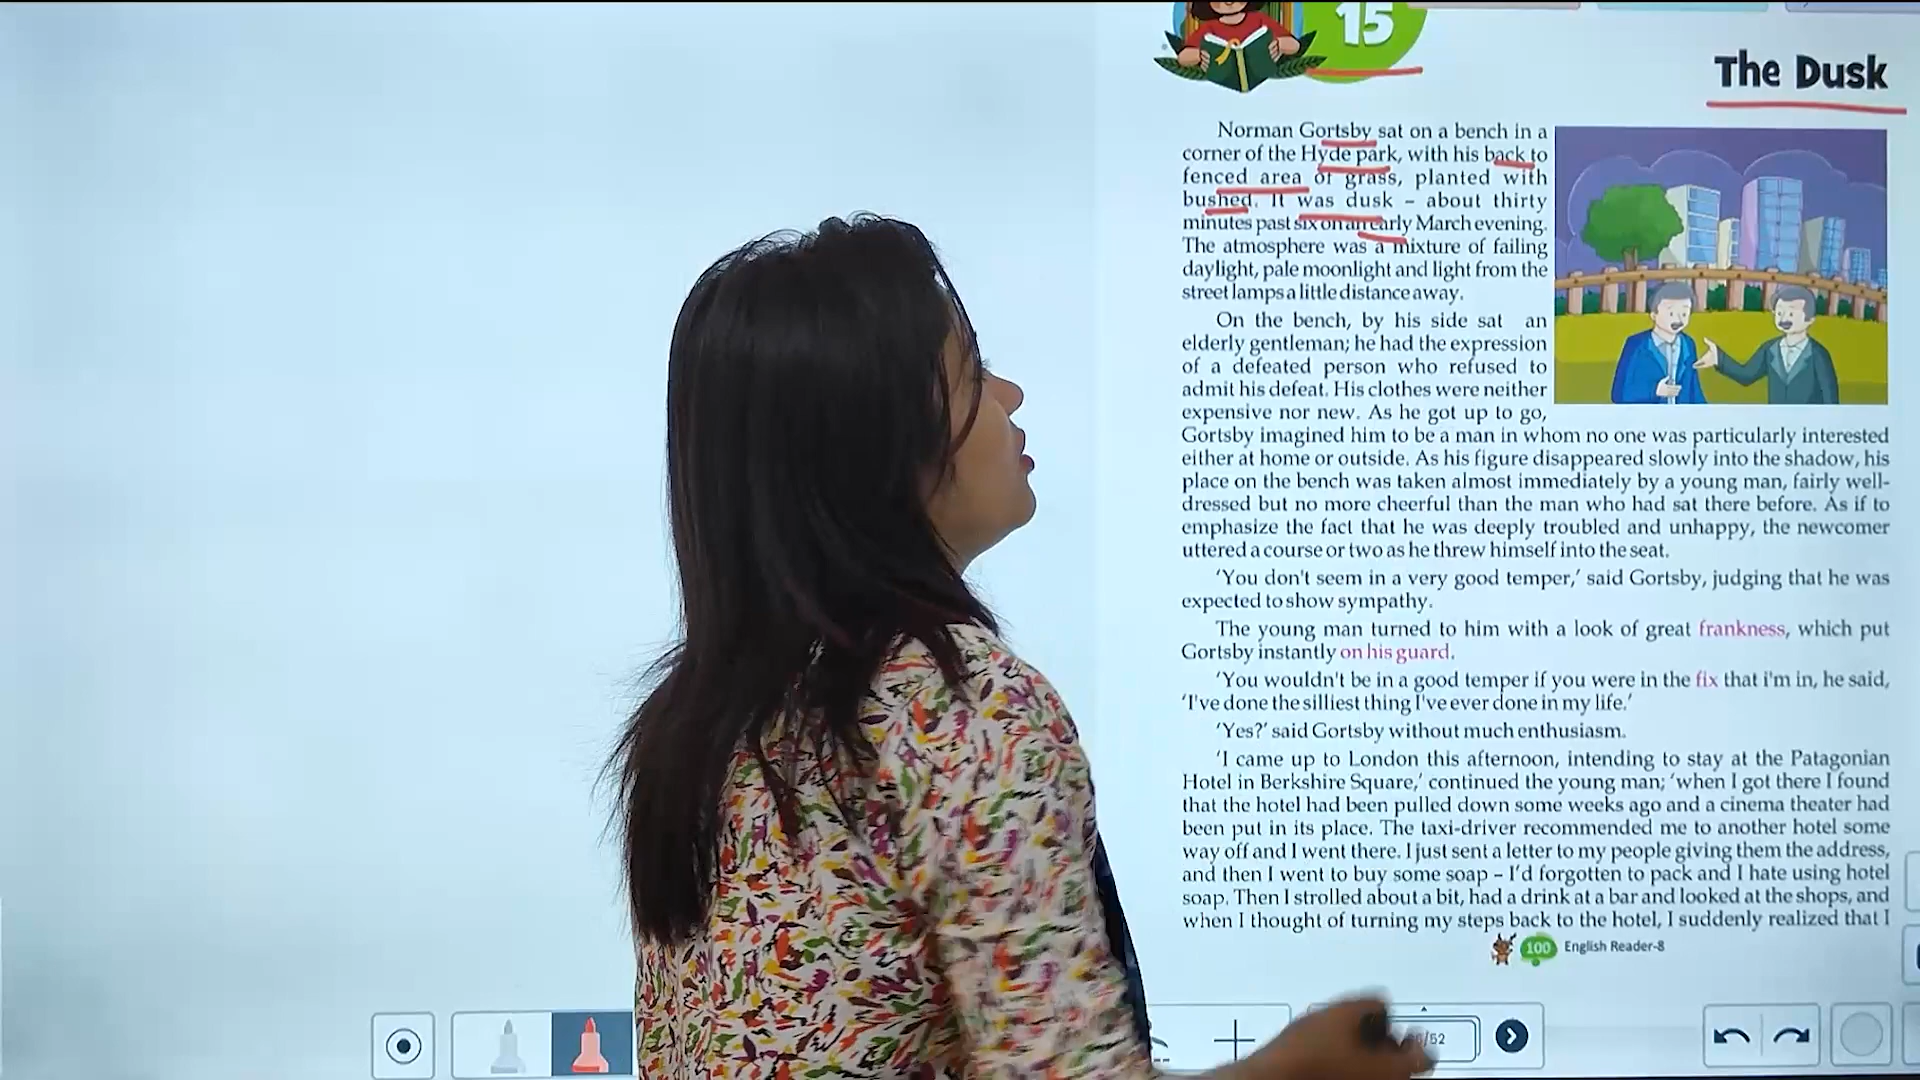 15
The Dusk
Norman Gortsby sat on a bench in a
corner of the Hyde park, with his back to
fenced area of grass, planted with
bushed. It was dusk – about thirty
minutes past six on an early March evening.
The atmosphere was a mixture of failing
daylight, pale moonlight and light from the
street lamps a little distance away.
On the bench, by his side sat an
elderly gentleman; he had the expression
of a defeated person who refused to
admit his defeat. His clothes were neither
expensive nor new. As he got up to go,
Gortsby imagined him to be a man in whom no one was particularly interested
either at home or outside. As his figure disappeared slowly into the shadow, his
place on the bench was taken almost immediately by a young man, fairly well-
dressed but no more cheerful than the man who had sat there before. As if to
emphasize the fact that he was deeply troubled and unhappy, the newcomer
uttered a course or two as he threw himself into the seat.
‘You don't seem in a very good temper,’ said Gortsby, judging that he was
expected to show sympathy.
The young man turned to him with a look of great frankness, which put
Gortsby instantly on his guard.
‘You wouldn't be in a good temper if you were in the fix that i'm in, he said,
‘I've done the silliest thing I've ever done in my life.’
‘Yes?’ said Gortsby without much enthusiasm.
‘I came up to London this afternoon, intending to stay at the Patagonian
Hotel in Berkshire Square,’ continued the young man; ‘when I got there I found
that the hotel had been pulled down some weeks ago and a cinema theater had
been put in its place. The taxi-driver recommended me to another hotel some
way off and I went there. I just sent a letter to my people giving them the address,
and then I went to buy some soap – I'd forgotten to pack and I hate using hotel
soap. Then I strolled about a bit, had a drink at a bar and looked at the shops, and
when I thought of turning my steps back to the hotel, I suddenly realized that I
100 English Reader-8
/52